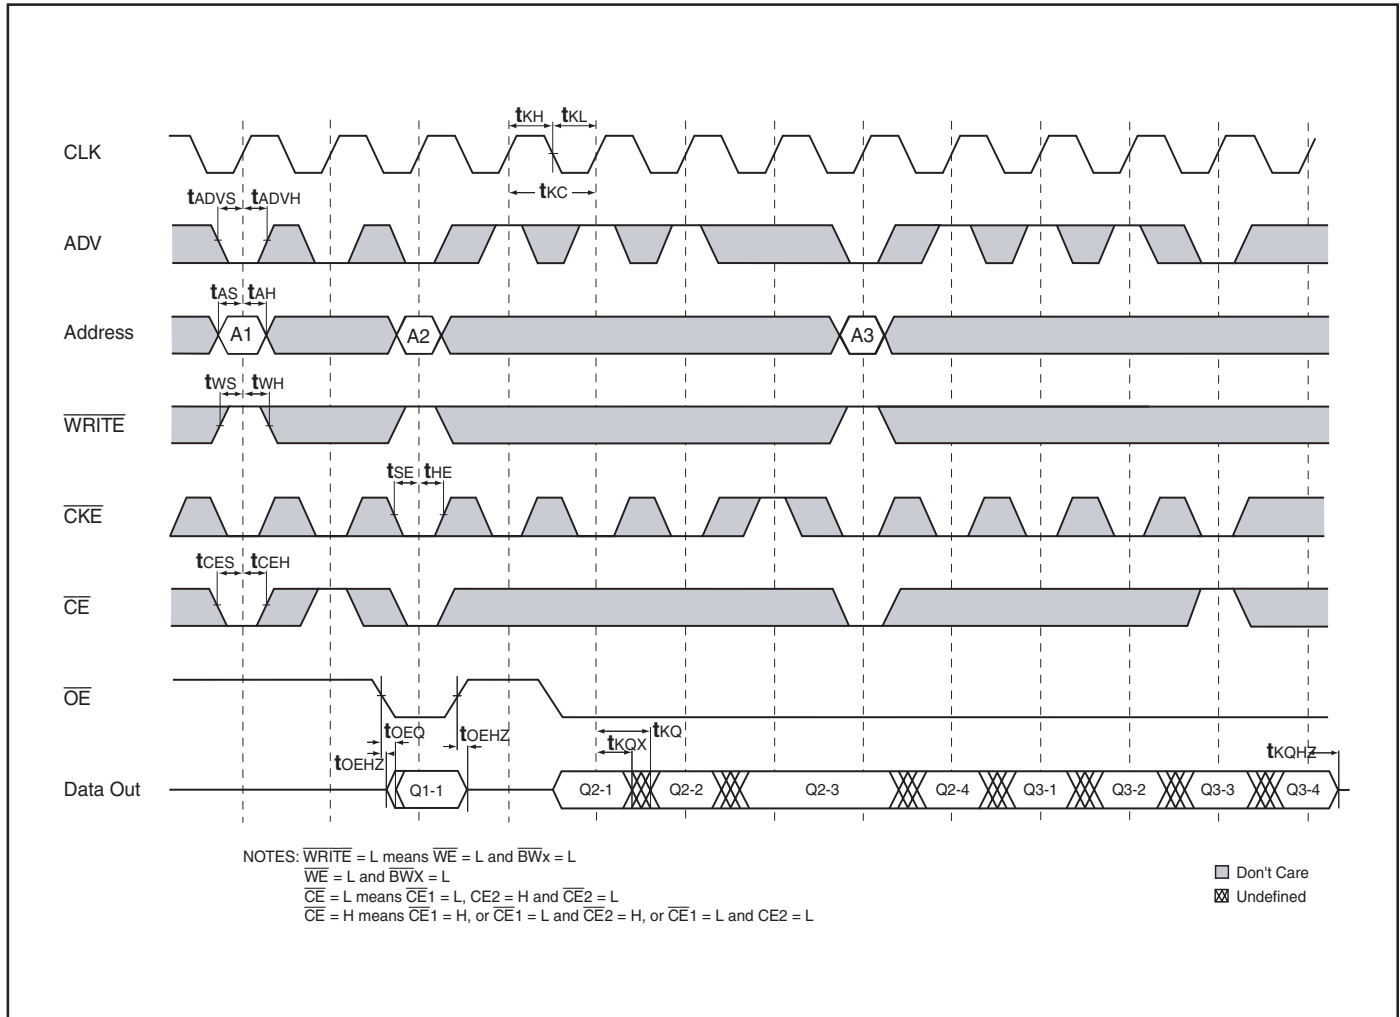 tKH tKL
CLK
tKC
tADVS tADVH
ADV
tAS tAH
Address A1 A2 A3
tWS tWH
WRITE
tSE tHE
CKE
tCES tCEH
CE
OE
tOEQ tOEHZ tKQ
tKQX
tOEHZ tKQHZ
Data Out Q1-1 Q2-1 Q2-2 Q2-3 Q2-4 Q3-1 Q3-2 Q3-3 Q3-4
NOTES: WRITE = L means WE = L and BWx = L
WE = L and BWX = L
CE = L means CE1 = L, CE2 = H and CE2 = L
CE = H means CE1 = H, or CE1 = L and CE2 = H, or CE1 = L and CE2 = L
Don't Care
Undefined